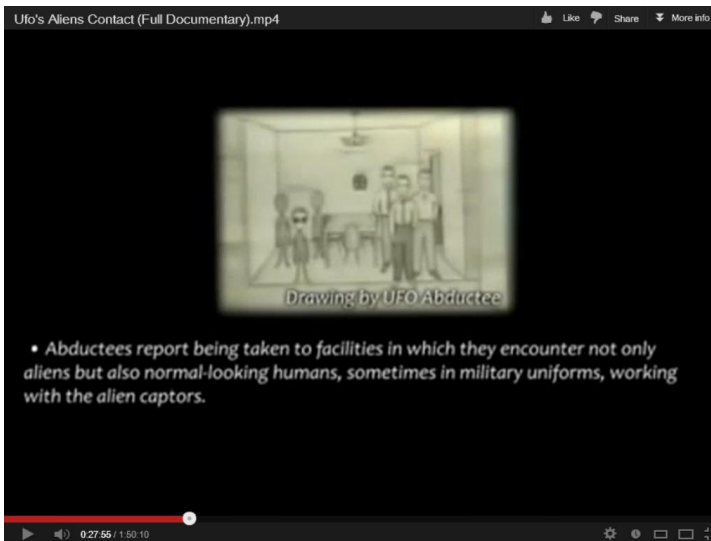 Ufo's Aliens Contact (Full Documentary).mp4
Like
Share
More info
Drawing by UFO Abductee
• Abductees report being taken to facilities in which they encounter not only
aliens but also normal-looking humans, sometimes in military uniforms, working
with the alien captors.
0:27:55 / 1:50:10